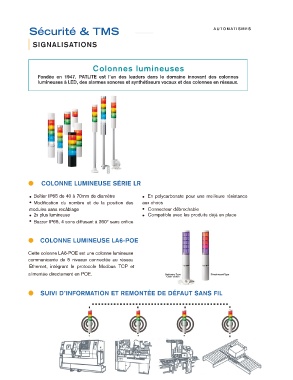 Sécurité & TMS
AUTOMATISMES
SIGNALISATIONS
Colonnes lumineuses
Fondée en 1947, PATLITE est l'un des leaders dans le domaine innovant des colonnes
lumineuses à LED, des alarmes sonores et synthétiseurs vocaux et des colonnes en réseaux.
COLONNE LUMINEUSE SÉRIE LR
• Boîtier IP65 de 40 à 70mm de diamètre
• Modification du nombre et de la position des
modules sans recâblage
• 2x plus lumineuse
• Buzzer IP65, 4 sons diffusant à 360° sans orifice
• En polycarbonate pour une meilleure résistance
aux chocs
• Connecteur débrochable
• Compatible avec les produits déjà en place
COLONNE LUMINEUSE LA6-POE
Cette colonne LA6-POE est une colonne lumineuse
commandante de 5 niveaux connectée au réseau
Ethernet, intégrant le protocole Modbus TCP et
alimentée directement en POE.
SUIVI D'INFORMATION ET REMONTÉE DE DÉFAUT SANS FIL